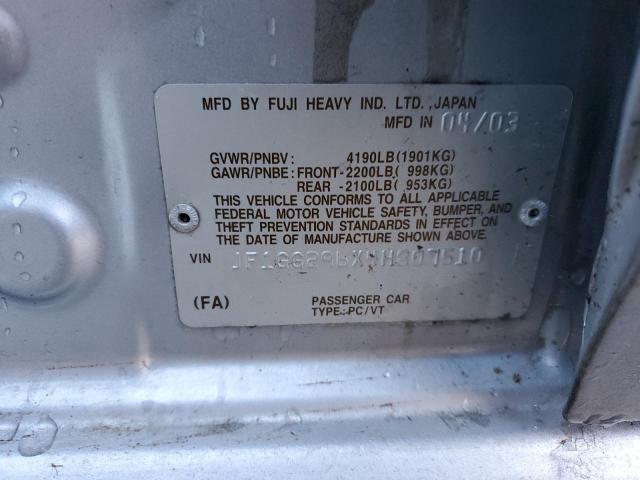 MFD BY FUJI HEAVY IND. LTD.,JAPAN
MFD IN 04/03
GVWR/PNBV: 4190LB(1901KG)
GAWR/PNBE: FRONT-2200LB( 998KG)
REAR -2100LB( 953KG)
THIS VEHICLE CONFORMS TO ALL APPLICABLE
FEDERAL MOTOR VEHICLE SAFETY, BUMPER, AND
THEFT PREVENTION STANDARDS IN EFFECT ON
THE DATE OF MANUFACTURE SHOWN ABOVE.
VIN
(FA) PASSENGER CAR
TYPE:PC/VT